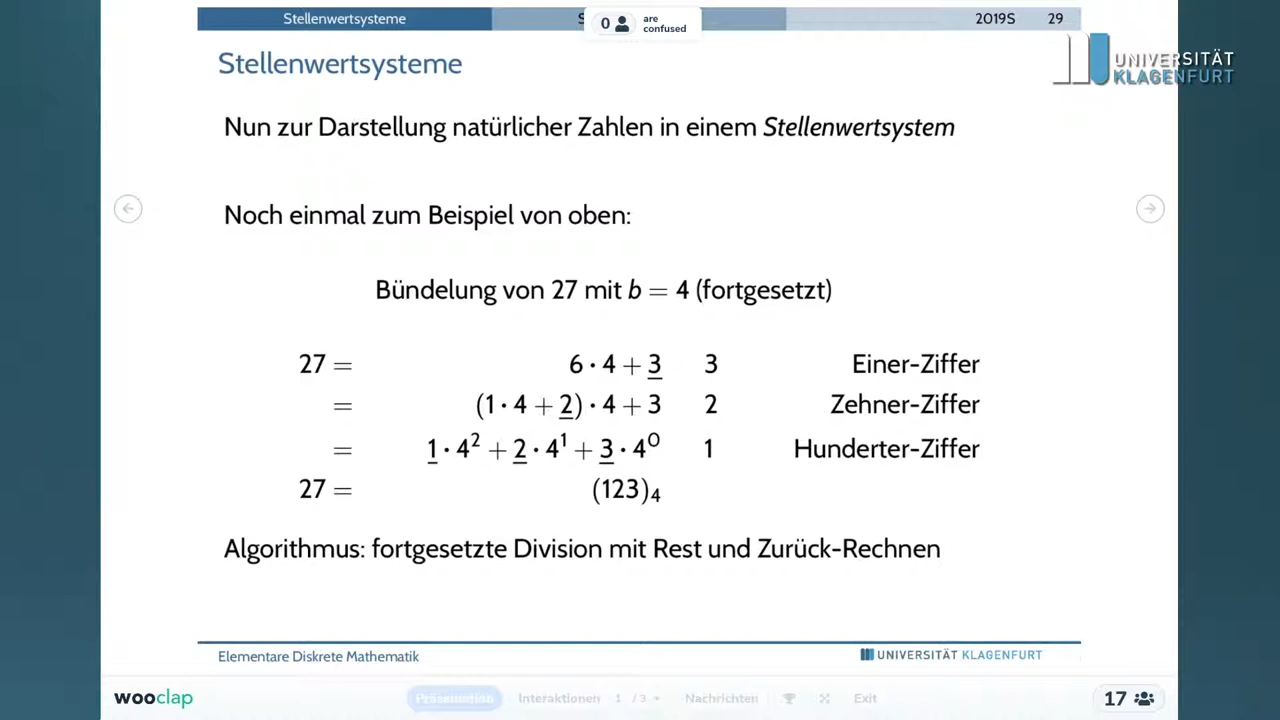 Stellenwertsysteme 2019S 29
0 are confused
Stellenwertsysteme
UNIVERSITÄT
KLAGENFURT
Nun zur Darstellung natürlicher Zahlen in einem Stellenwertsystem
Noch einmal zum Beispiel von oben:
Bündelung von 27 mit b = 4 (fortgesetzt)
27 = 6 · 4 + 3 3 Einer-Ziffer
= (1 · 4 + 2) · 4 + 3 2 Zehner-Ziffer
= 1 · 4² + 2 · 4¹ + 3 · 4⁰ 1 Hunderter-Ziffer
27 = (123)₄
Algorithmus: fortgesetzte Division mit Rest und Zurück-Rechnen
Elementare Diskrete Mathematik UNIVERSITÄT KLAGENFURT
wooclap Präsentation Interaktionen 1 / 3 Nachrichten Exit 17